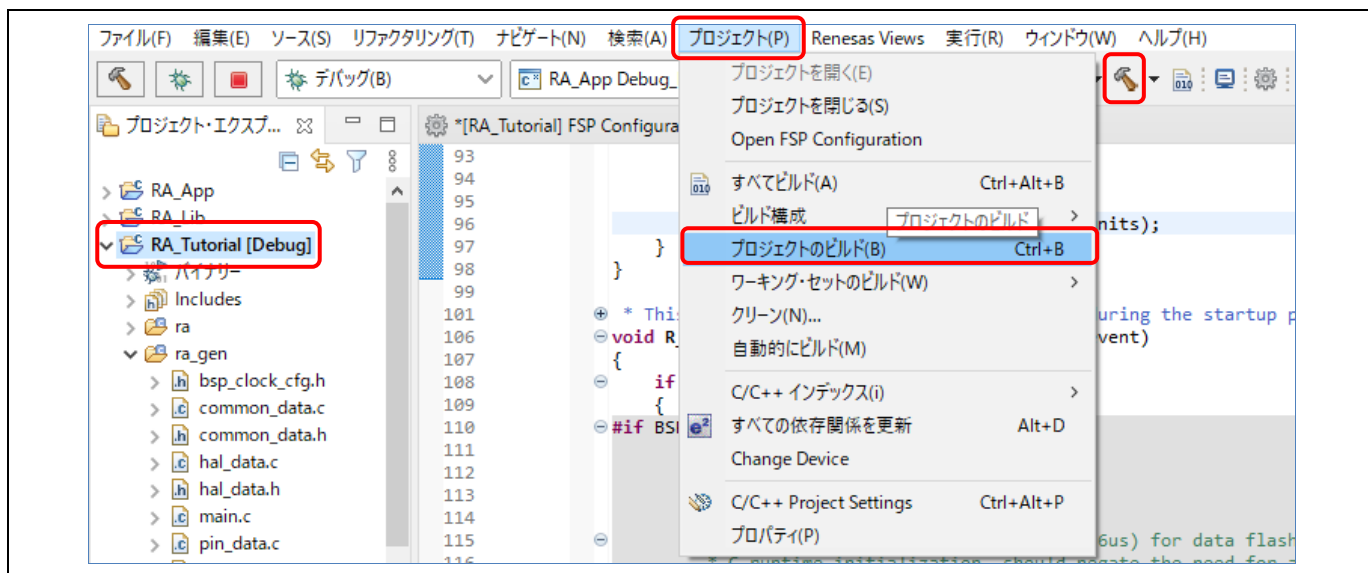 ファイル(F) 編集(E) ソース(S) リファクタリング(T) ナビゲート(N) 検索(A) プロジェクト(P) Renesas Views 実行(R) ウィンドウ(W) ヘルプ(H)
デバッグ(B) RA_App Debug_
プロジェクト・エクスプ...
*[RA_Tutorial] FSP Configura
RA_App
RA_Lib
RA_Tutorial [Debug]
バイナリー
Includes
ra
ra_gen
bsp_clock_cfg.h
common_data.c
common_data.h
hal_data.c
hal_data.h
main.c
pin_data.c
93
94
95
96 nits);
97 }
98 }
99
101 * This uring the startup p
106 void R_ vent)
107 {
108 if
109 {
110 #if BSP
111
112
113
114
115 6us) for data flash
116 * C runtime initialization, should negate the need for a
プロジェクトを開く(E)
プロジェクトを閉じる(S)
Open FSP Configuration
すべてビルド(A) Ctrl+Alt+B
ビルド構成 >
プロジェクトのビルド
プロジェクトのビルド(B) Ctrl+B
ワーキング・セットのビルド(W) >
クリーン(N)...
自動的にビルド(M)
C/C++ インデックス(i) >
すべての依存関係を更新 Alt+D
Change Device
C/C++ Project Settings Ctrl+Alt+P
プロパティ(P)